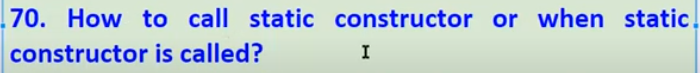 70. How to call static constructor or when static
constructor is called?